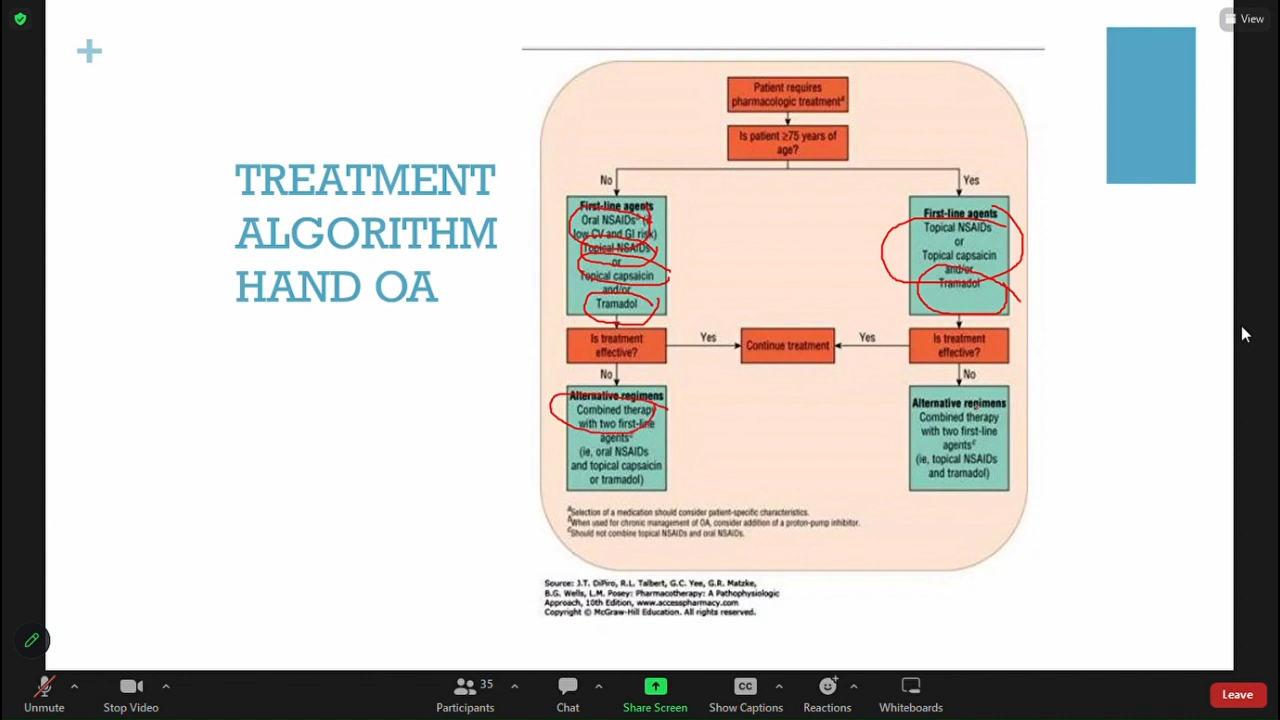 View
+
TREATMENT
ALGORITHM
HAND OA
Patient requires
pharmacologic treatmentᵃ
Is patient ≥75 years of
age?
No
Yes
First-line agents
Oral NSAIDsᵇ
low CV and GI risk)
Topical NSAIDs
or
Topical capsaicin
and/or
Tramadol
First-line agents
Topical NSAIDs
or
Topical capsaicin
and/or
Tramadol
Is treatment
effective?
Yes
Continue treatment
Yes
Is treatment
effective?
No
No
Alternative regimens
Combined therapy
with two first-line
agentsᶜ
(ie, oral NSAIDs
and topical capsaicin
or tramadol)
Alternative regimens
Combined therapy
with two first-line
agentsᶜ
(ie, topical NSAIDs
and tramadol)
ᵃSelection of a medication should consider patient-specific characteristics.
ᵇWhen used for chronic management of OA, consider addition of a proton-pump inhibitor.
ᶜShould not combine topical NSAIDs and oral NSAIDs.
Source: J.T. DiPiro, R.L. Talbert, G.C. Yee, G.R. Matzke,
B.G. Wells, L.M. Posey: Pharmacotherapy: A Pathophysiologic
Approach, 10th Edition, www.accesspharmacy.com
Copyright © McGraw-Hill Education. All rights reserved.
Unmute
Stop Video
35
Participants
Chat
Share Screen
CC
Show Captions
Reactions
Whiteboards
Leave